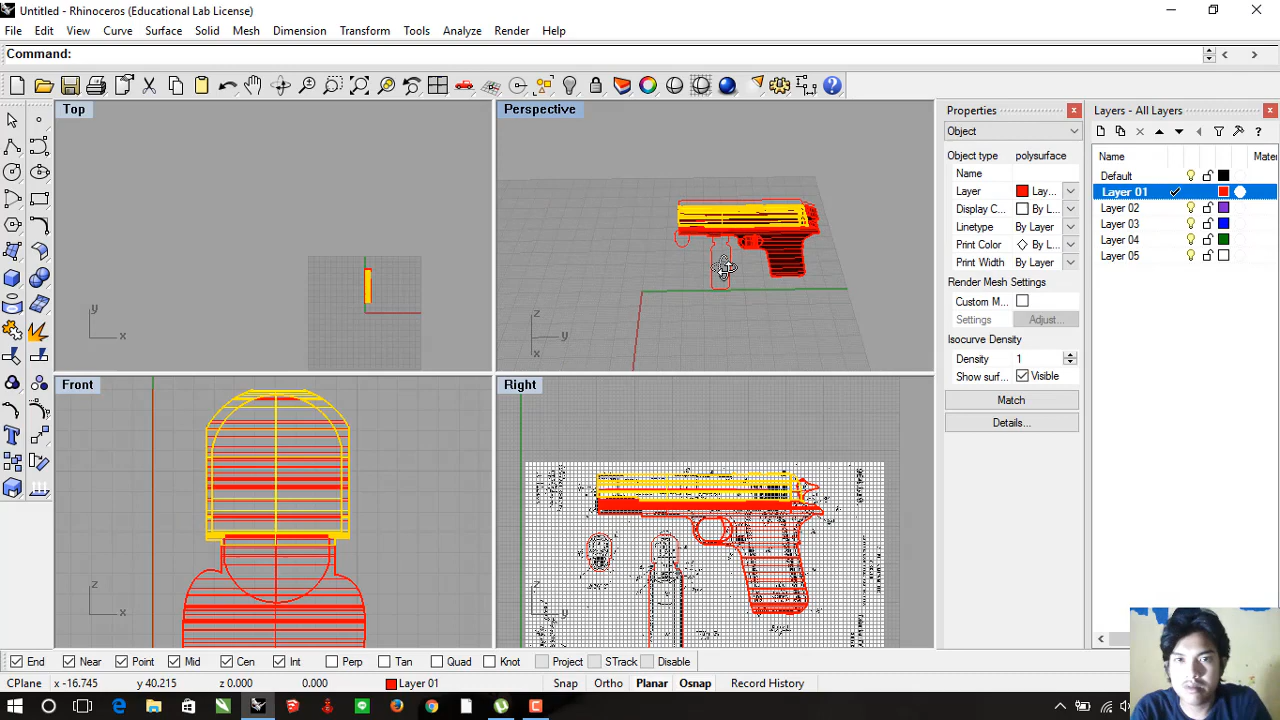 Untitled - Rhinoceros (Educational Lab License)
File Edit View Curve Surface Solid Mesh Dimension Transform Tools Analyze Render Help
Command:
Top
Perspective
Front
Right
y
x
z
y
x
z
x
z
y
Properties
Object
Object type polysurface
Name
Layer Lay...
Display C... By L...
Linetype By L...
Print Color By L...
Print Width By Layer
Render Mesh Settings
Custom M...
Settings Adjust...
Isocurve Density
Density 1
Show surf... Visible
Match
Details...
Layers - All Layers
Name Mate
Default
Layer 01
Layer 02
Layer 03
Layer 04
Layer 05
End Near Point Mid Cen Int Perp Tan Quad Knot Project STrack Disable
CPlane x -16.745 y 40.215 z 0.000 0.000 Layer 01 Snap Ortho Planar Osnap Record History